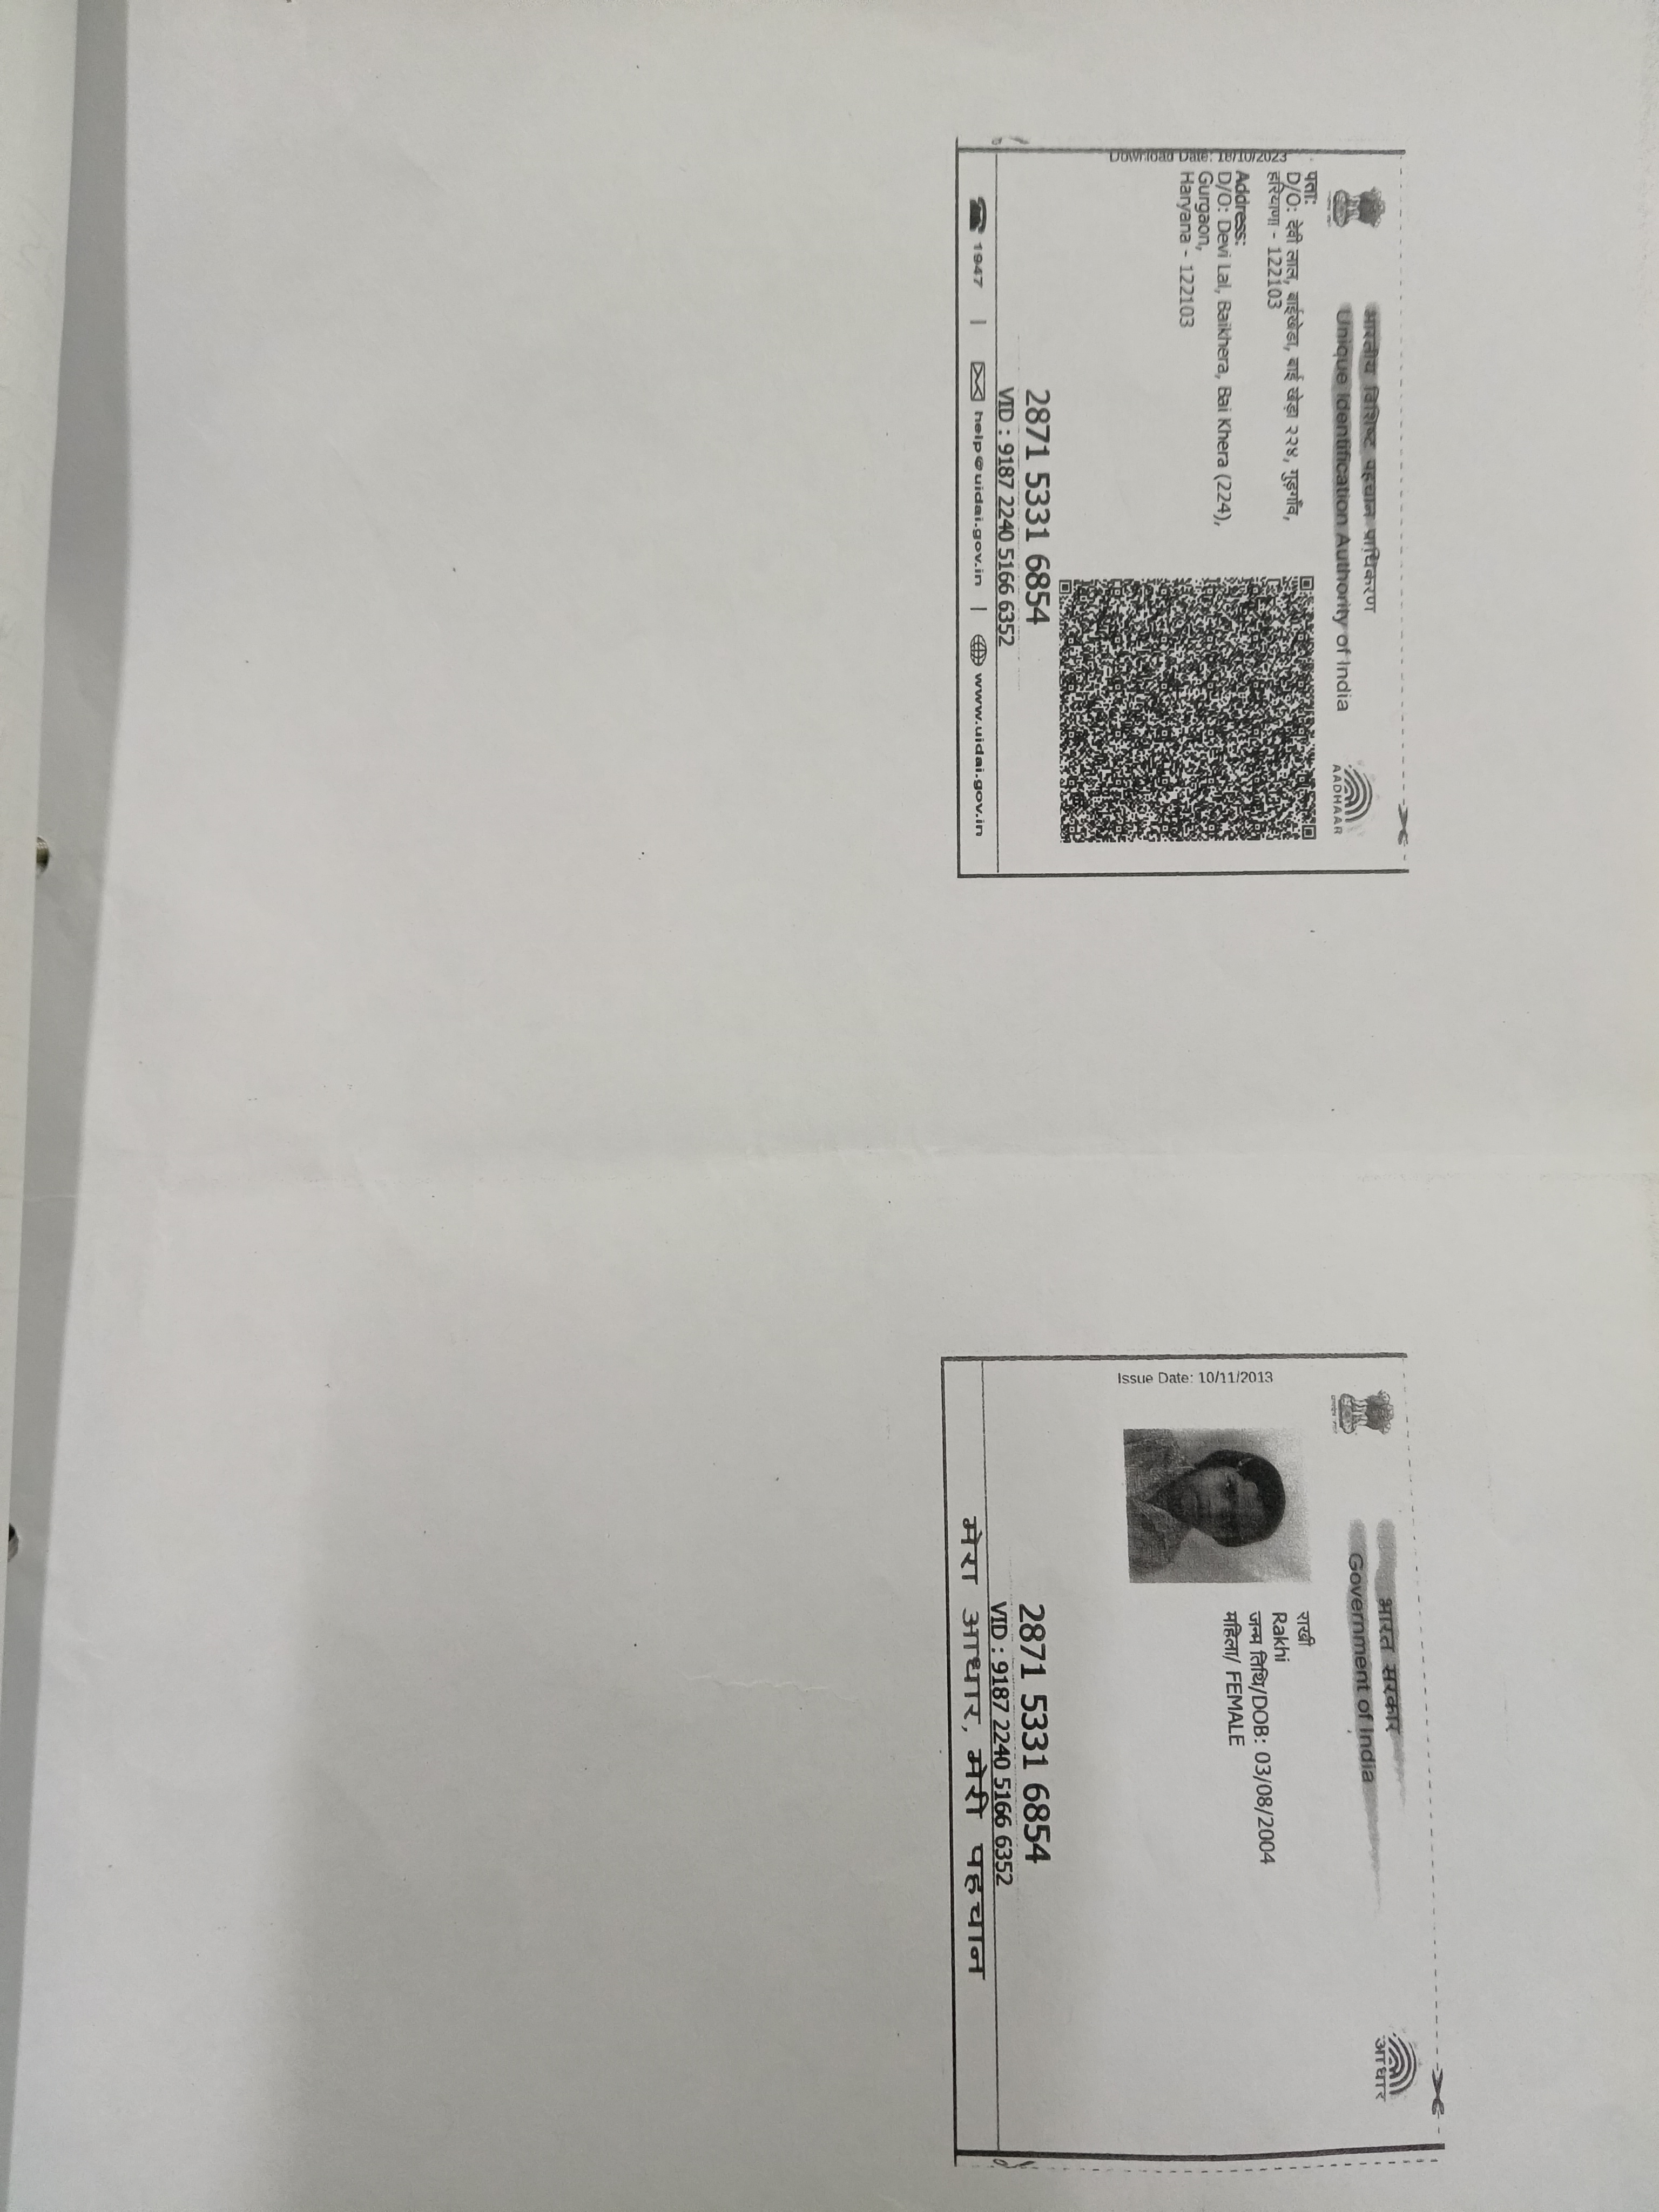 भारतीय विशिष्ट पहचान प्राधिकरण
Unique Identification Authority of India
AADHAAR
Download Date: 18/10/2023
पता:
D/O: देवी लाल, बाईखेडा, बाई खेड़ा २२४, गुड़गाँव,
हरियाणा - 122103
Address:
D/O: Devi Lal, Baikhera, Bai Khera (224),
Gurgaon,
Haryana - 122103
2871 5331 6854
VID : 9187 2240 5166 6352
1947 | help@uidai.gov.in | www.uidai.gov.in
भारत सरकार
Government of India
आधार
Issue Date: 10/11/2013
राखी
Rakhi
जन्म तिथि/DOB: 03/08/2004
महिला/ FEMALE
2871 5331 6854
VID : 9187 2240 5166 6352
मेरा आधार, मेरी पहचान